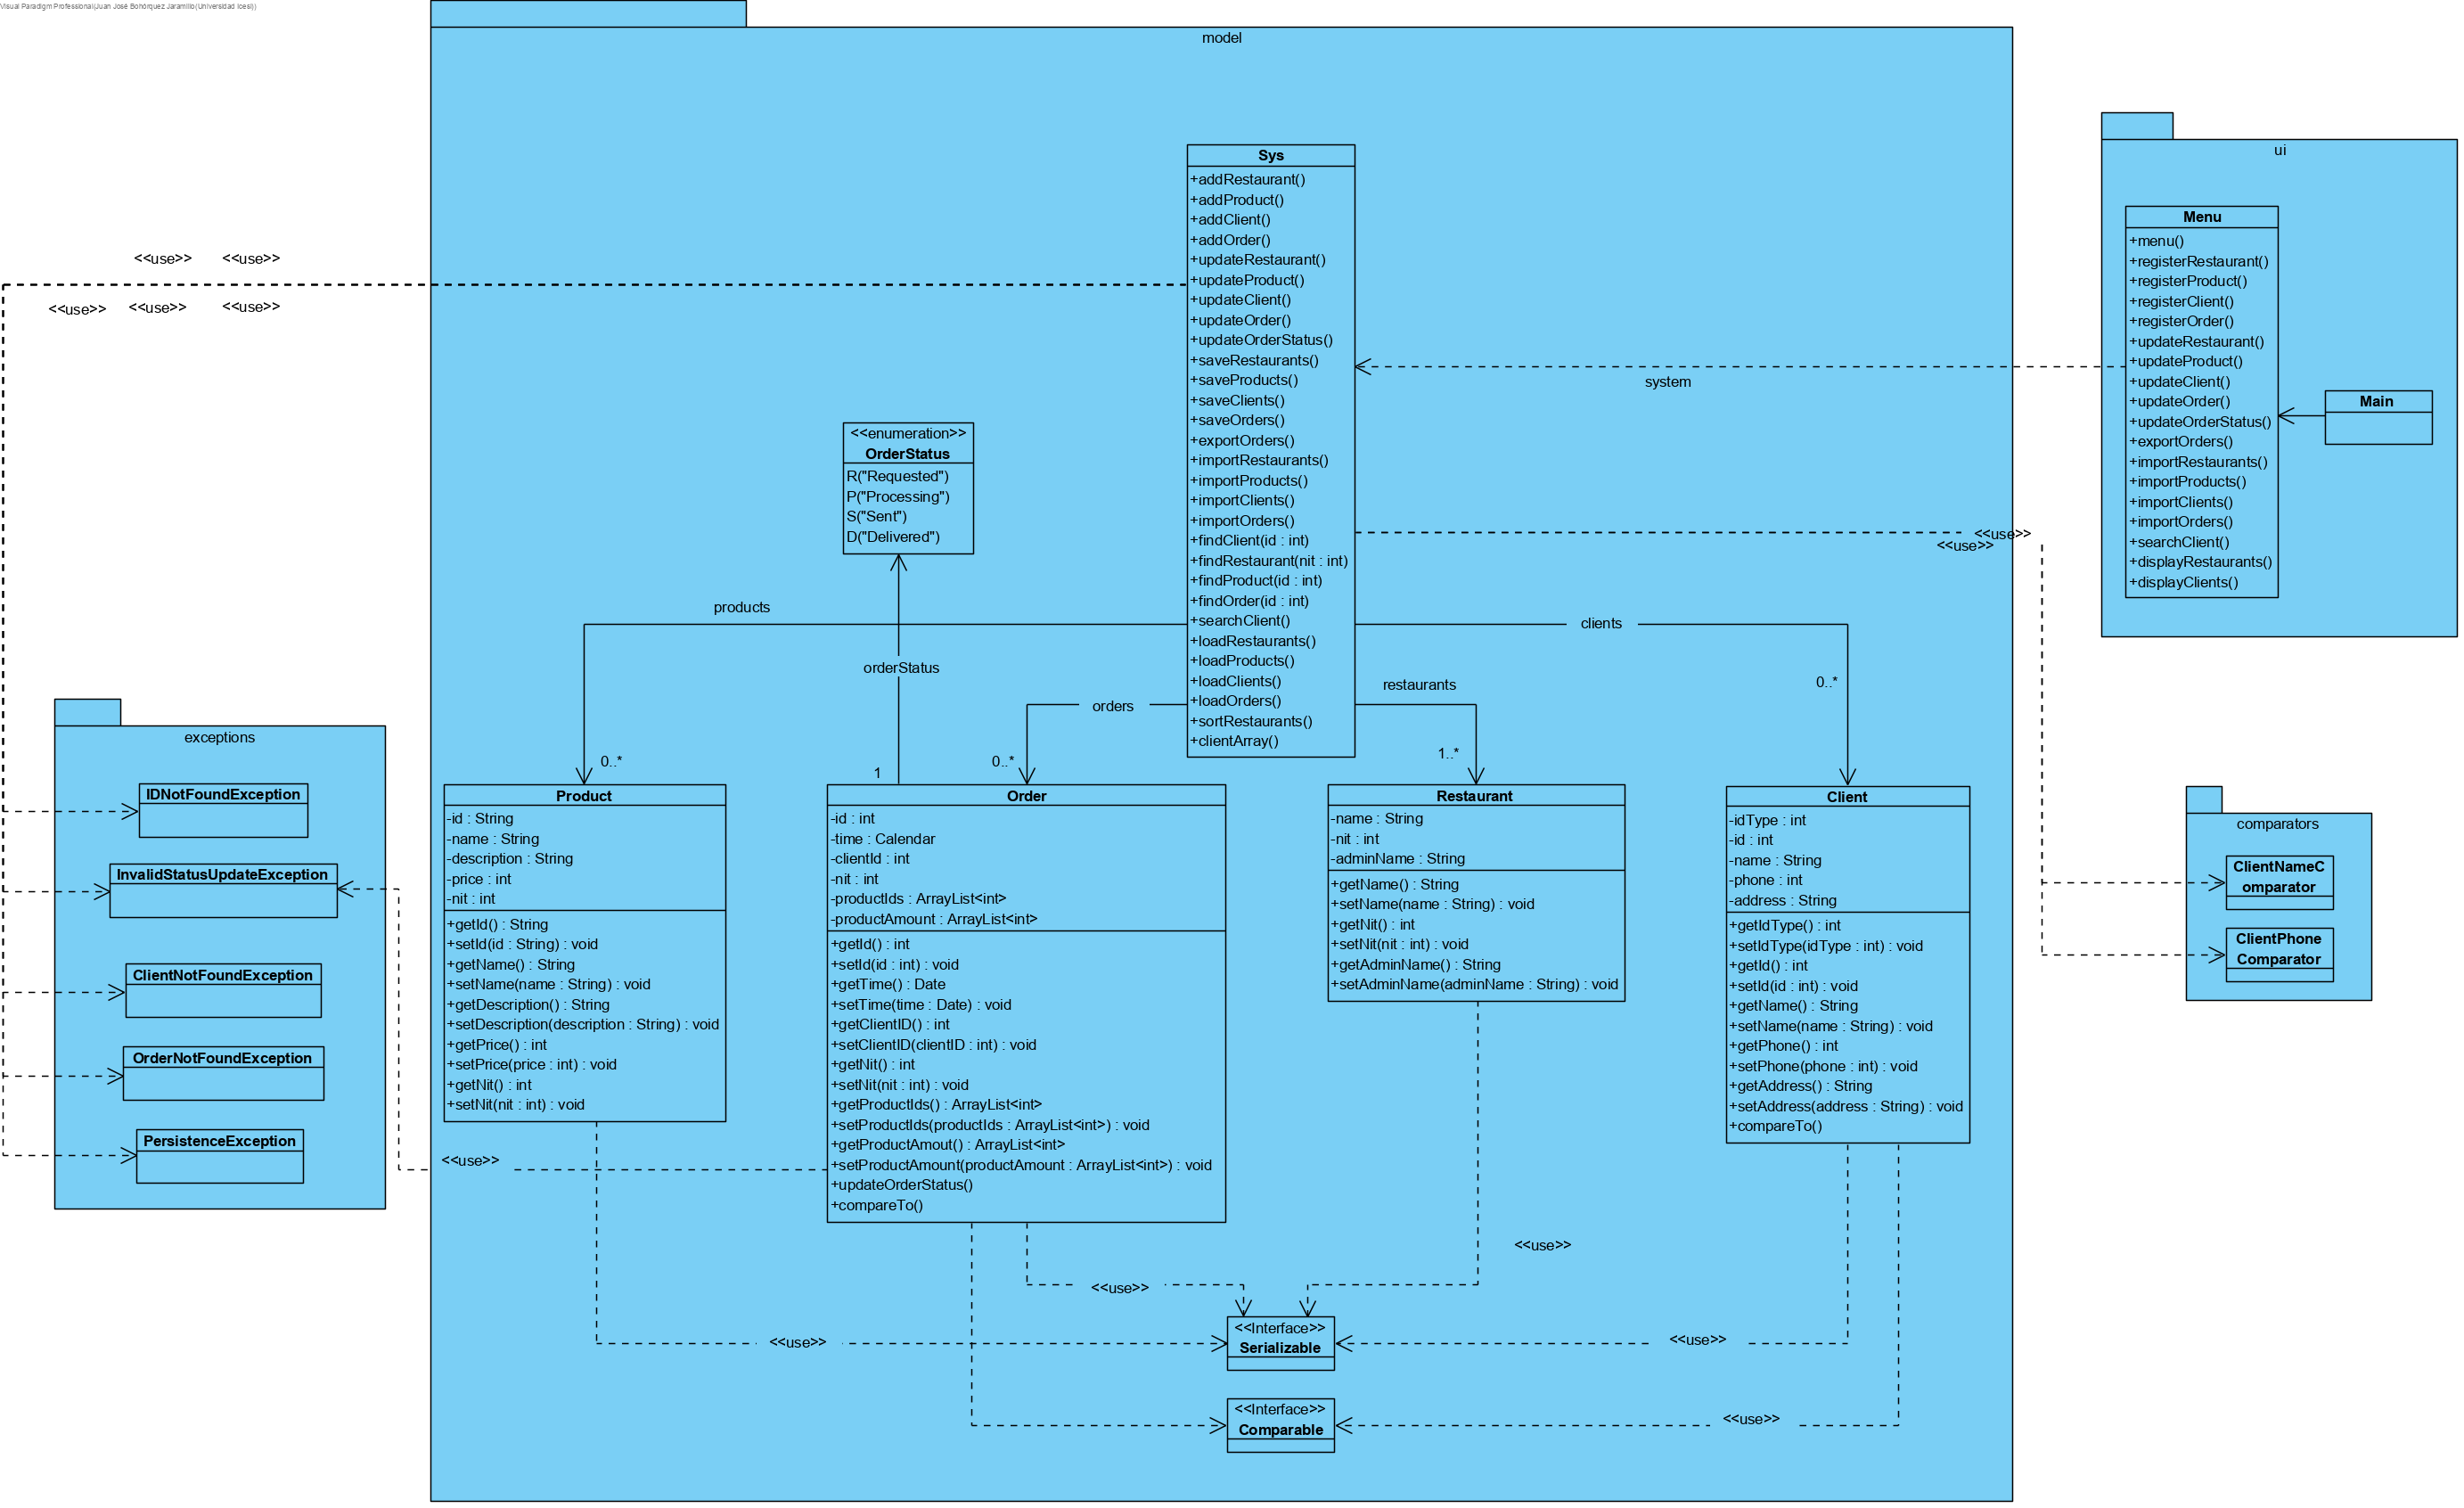 Visual Paradigm Professional(Juan José Bohórquez Jaramillo(Universidad Icesi))
model
Sys
+addRestaurant()
+addProduct()
+addClient()
+addOrder()
+updateRestaurant()
+updateProduct()
+updateClient()
+updateOrder()
+updateOrderStatus()
+saveRestaurants()
+saveProducts()
+saveClients()
+saveOrders()
+exportOrders()
+importRestaurants()
+importProducts()
+importClients()
+importOrders()
+findClient(id : int)
+findRestaurant(nit : int)
+findProduct(id : int)
+findOrder(id : int)
+searchClient()
+loadRestaurants()
+loadProducts()
+loadClients()
+loadOrders()
+sortRestaurants()
+clientArray()
ui
Menu
+menu()
+registerRestaurant()
+registerProduct()
+registerClient()
+registerOrder()
+updateRestaurant()
+updateProduct()
+updateClient()
+updateOrder()
+updateOrderStatus()
+exportOrders()
+importRestaurants()
+importProducts()
+importClients()
+importOrders()
+searchClient()
+displayRestaurants()
+displayClients()
Main
system
<<use>>
<<use>>
<<use>>
<<use>>
<<use>>
<<enumeration>>
OrderStatus
R("Requested")
P("Processing")
S("Sent")
D("Delivered")
<<use>>
<<use>>
products
orderStatus
orders
restaurants
clients
0..*
1
0..*
1..*
0..*
exceptions
IDNotFoundException
InvalidStatusUpdateException
ClientNotFoundException
OrderNotFoundException
PersistenceException
Product
-id : String
-name : String
-description : String
-price : int
-nit : int
+getId() : String
+setId(id : String) : void
+getName() : String
+setName(name : String) : void
+getDescription() : String
+setDescription(description : String) : void
+getPrice() : int
+setPrice(price : int) : void
+getNit() : int
+setNit(nit : int) : void
Order
-id : int
-time : Calendar
-clientId : int
-nit : int
-productIds : ArrayList<int>
-productAmount : ArrayList<int>
+getId() : int
+setId(id : int) : void
+getTime() : Date
+setTime(time : Date) : void
+getClientID() : int
+setClientID(clientID : int) : void
+getNit() : int
+setNit(nit : int) : void
+getProductIds() : ArrayList<int>
+setProductIds(productIds : ArrayList<int>) : void
+getProductAmout() : ArrayList<int>
+setProductAmount(productAmount : ArrayList<int>) : void
+updateOrderStatus()
+compareTo()
Restaurant
-name : String
-nit : int
-adminName : String
+getName() : String
+setName(name : String) : void
+getNit() : int
+setNit(nit : int) : void
+getAdminName() : String
+setAdminName(adminName : String) : void
Client
-idType : int
-id : int
-name : String
-phone : int
-address : String
+getIdType() : int
+setIdType(idType : int) : void
+getId() : int
+setId(id : int) : void
+getName() : String
+setName(name : String) : void
+getPhone() : int
+setPhone(phone : int) : void
+getAddress() : String
+setAddress(address : String) : void
+compareTo()
comparators
ClientNameC
omparator
ClientPhone
Comparator
<<use>>
<<use>>
<<use>>
<<use>>
<<use>>
<<use>>
<<Interface>>
Serializable
<<Interface>>
Comparable